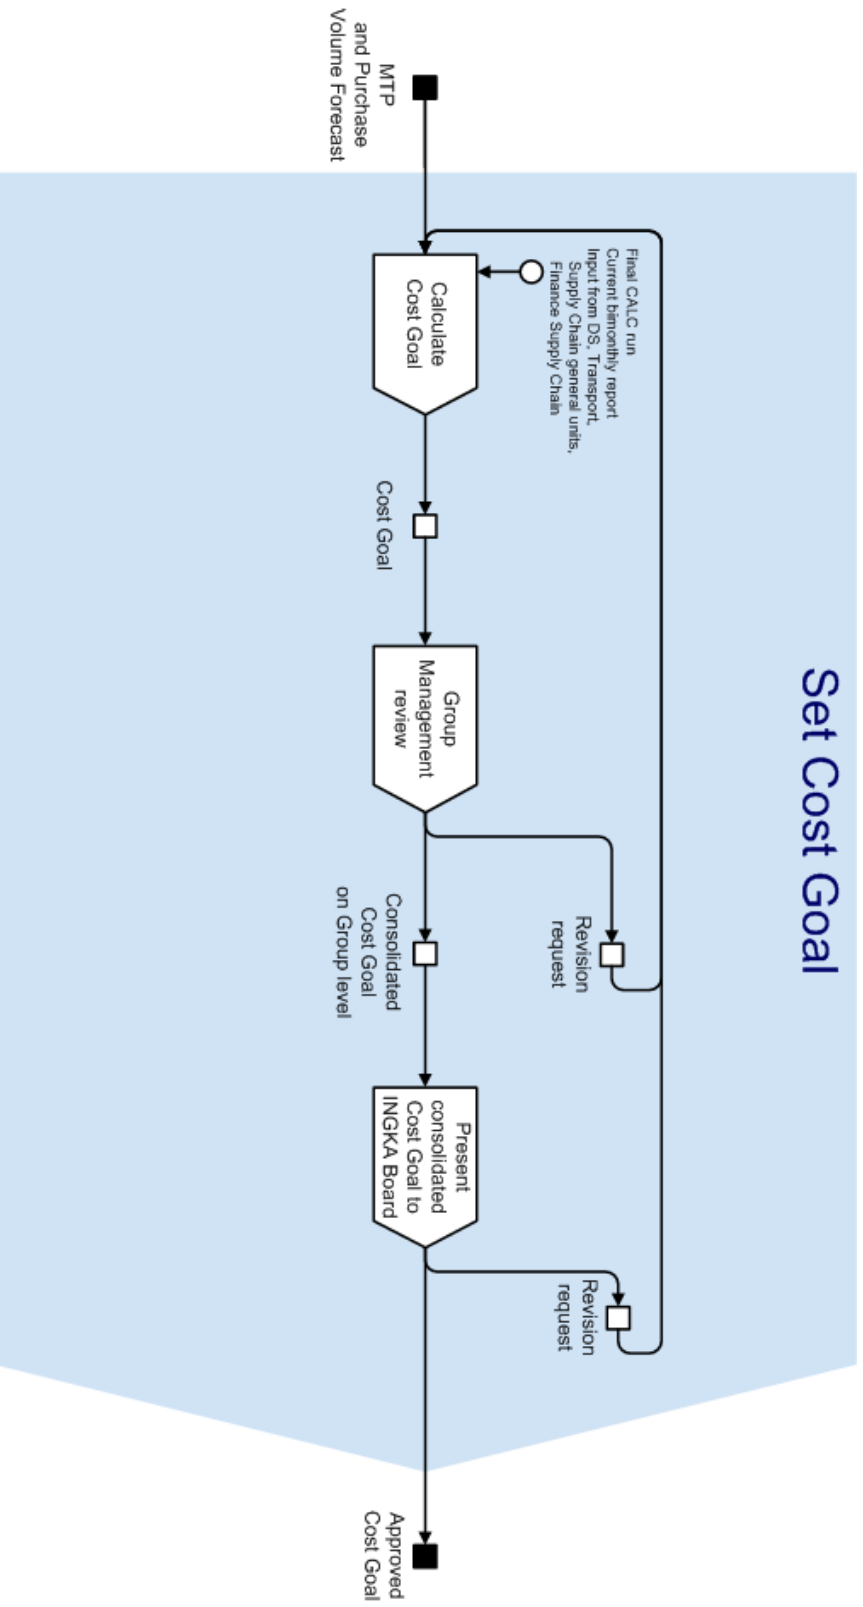 Set Cost Goal
MTP
and Purchase
Volume Forecast
Final CALC run
Current bimonthly report
Input from DS, Transport,
Supply Chain general units,
Finance Supply Chain
Calculate
Cost Goal
Cost Goal
Group
Management
review
Revision
request
Consolidated
Cost Goal
on Group level
Present
consolidated
Cost Goal to
INGKA Board
Revision
request
Approved
Cost Goal